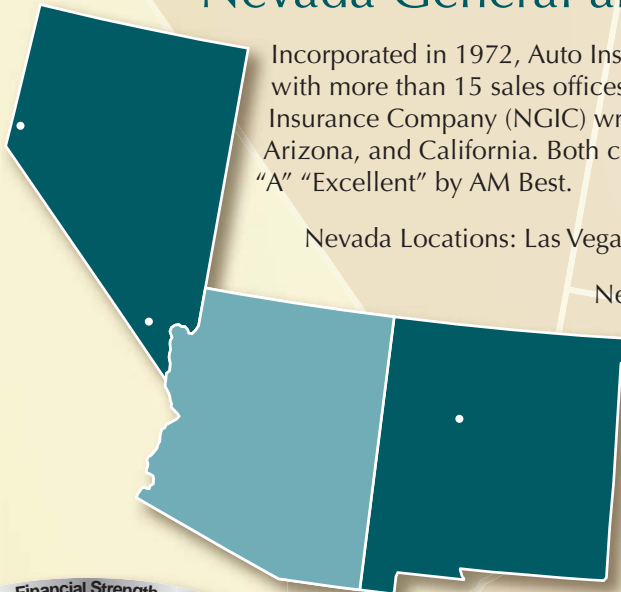 Nevada General a
Incorporated in 1972, Auto Ins
with more than 15 sales offices
Insurance Company (NGIC) wr
Arizona, and California. Both c
“A” “Excellent” by AM Best.
Nevada Locations: Las Vega
Ne
Financial Strength